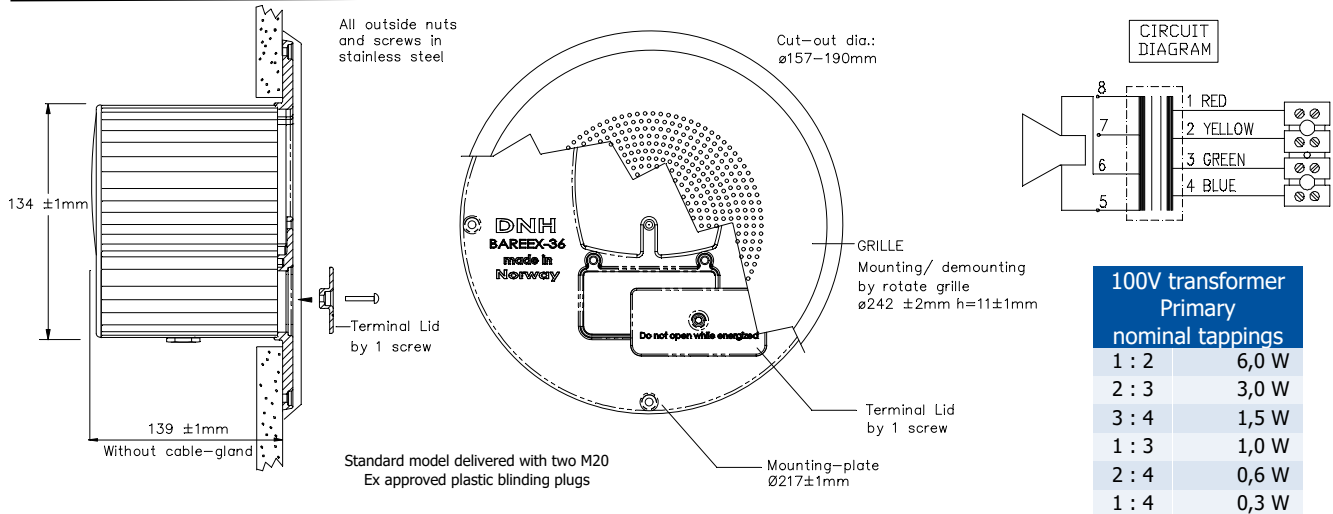 All outside nuts
and screws in
stainless steel
134 ±1mm
Terminal Lid
by 1 screw
139 ±1mm
Without cable-gland
Standard model delivered with two M20
Ex approved plastic blinding plugs
Cut-out dia.:
ø157-190mm
DNH
BAREEX-36
made in
Norway
Do not open while energized
GRILLE
Mounting/ demounting
by rotate grille
ø242 ±2mm h=11±1mm
Terminal Lid
by 1 screw
Mounting-plate
Ø217±1mm
CIRCUIT
DIAGRAM
8
7
6
5
1 RED
2 YELLOW
3 GREEN
4 BLUE
100V transformer
Primary
nominal tappings
1 : 2 6,0 W
2 : 3 3,0 W
3 : 4 1,5 W
1 : 3 1,0 W
2 : 4 0,6 W
1 : 4 0,3 W